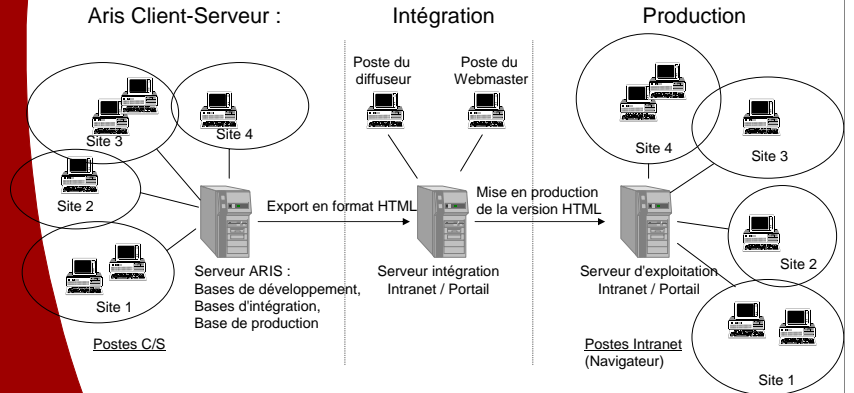 Aris Client-Serveur :
Intégration
Production
Poste du
diffuseur
Poste du
Webmaster
Site 3
Site 4
Site 2
Site 1
Site 4
Site 3
Site 2
Site 1
Export en format HTML
Mise en production
de la version HTML
Serveur ARIS :
Bases de développement,
Bases d'intégration,
Base de production
Serveur intégration
Intranet / Portail
Serveur d'exploitation
Intranet / Portail
Postes C/S
Postes Intranet
(Navigateur)